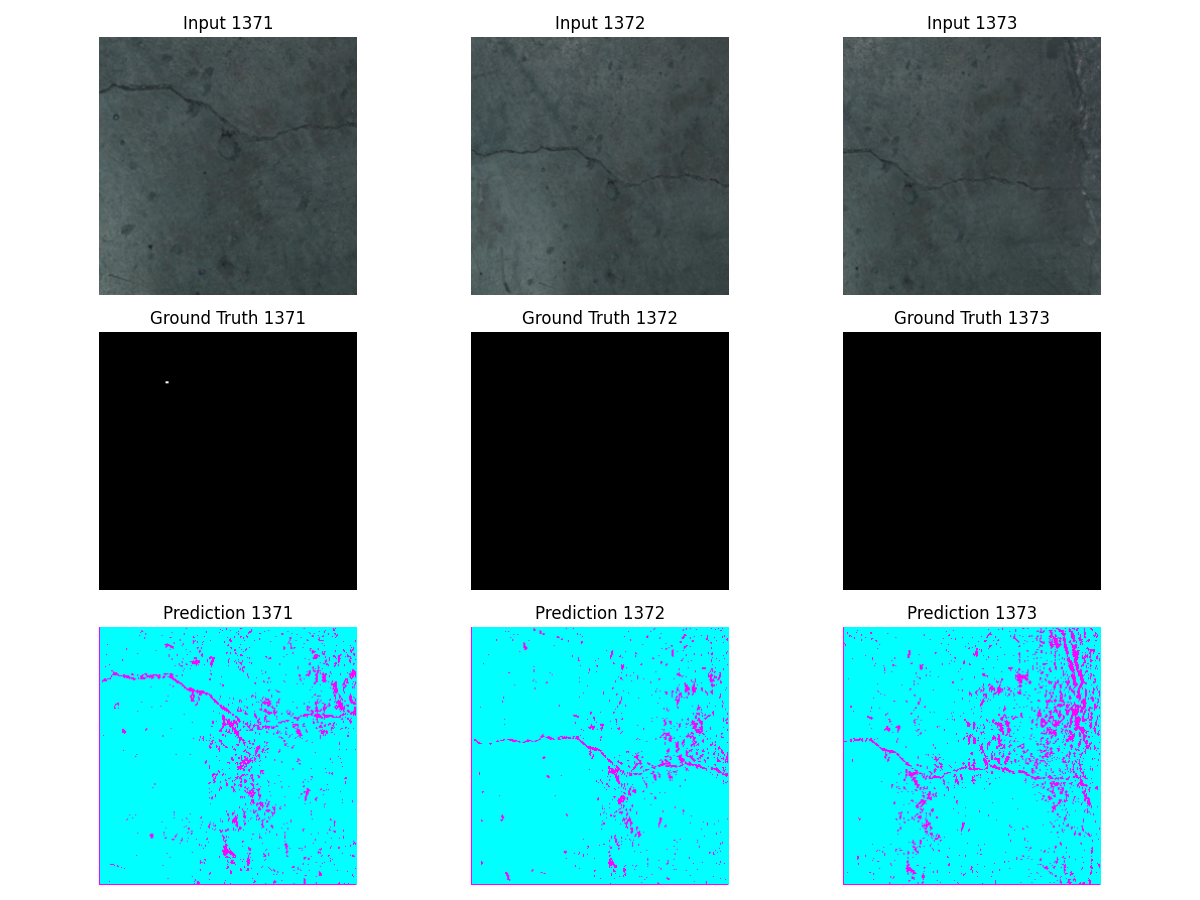 Input 1371
Input 1372
Input 1373
Ground Truth 1371
Ground Truth 1372
Ground Truth 1373
Prediction 1371
Prediction 1372
Prediction 1373